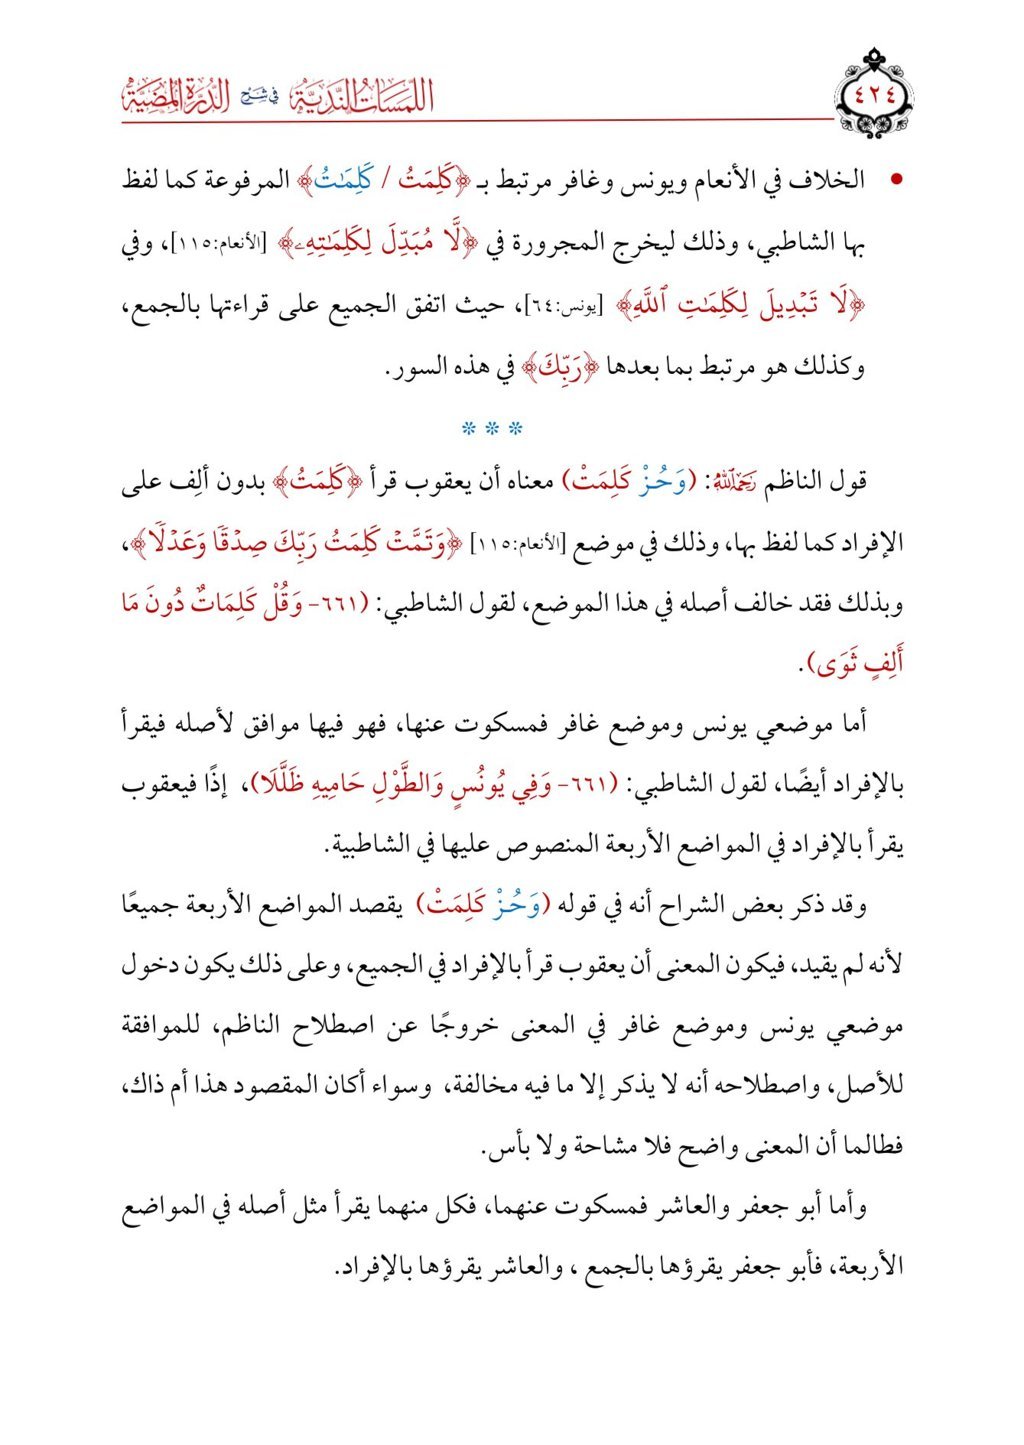 ٤٢٤
اللمسات الندية في شرح الدرة المضية
• الخلاف في الأنعام ويونس وغافر مرتبط بـ ﴿كَلِمَتُ / كَلِمَٰتُ﴾ المرفوعة كما لفظ
بها الشاطبي، وذلك ليخرج المجرورة في ﴿لَّا مُبَدِّلَ لِكَلِمَٰتِهِۦ﴾ [الأنعام:١١٥]، وفي
﴿لَا تَبْدِيلَ لِكَلِمَٰتِ ٱللَّهِ﴾ [يونس:٦٤]، حيث اتفق الجميع على قراءتها بالجمع،
وكذلك هو مرتبط بما بعدها ﴿رَبِّكَ﴾ في هذه السور.
* * *
قول الناظم رَحِمَهُ ٱللَّهُ: (وَحُزْ كَلِمَتْ) معناه أن يعقوب قرأ ﴿كَلِمَتُ﴾ بدون ألِف على
الإفراد كما لفظ بها، وذلك في موضع [الأنعام:١١٥] ﴿وَتَمَّتْ كَلِمَتُ رَبِّكَ صِدْقًا وَعَدْلًا﴾،
وبذلك فقد خالف أصله في هذا الموضع، لقول الشاطبي: (٦٦١- وَقُلْ كَلِمَاتٌ دُونَ مَا
أَلِفٍ ثَوَى).
أما موضعي يونس وموضع غافر فمسكوت عنها، فهو فيها موافق لأصله فيقرأ
بالإفراد أيضًا، لقول الشاطبي: (٦٦١- وَفِي يُونُسٍ وَالطَّوْلِ حَامِيهِ ظَلَّلَا)، إذًا فيعقوب
يقرأ بالإفراد في المواضع الأربعة المنصوص عليها في الشاطبية.
وقد ذكر بعض الشراح أنه في قوله (وَحُزْ كَلِمَتْ) يقصد المواضع الأربعة جميعًا
لأنه لم يقيد، فيكون المعنى أن يعقوب قرأ بالإفراد في الجميع، وعلى ذلك يكون دخول
موضعي يونس وموضع غافر في المعنى خروجًا عن اصطلاح الناظم، للموافقة
للأصل، واصطلاحه أنه لا يذكر إلا ما فيه مخالفة، وسواء أكان المقصود هذا أم ذاك،
فطالما أن المعنى واضح فلا مشاحة ولا بأس.
وأما أبو جعفر والعاشر فمسكوت عنهما، فكل منهما يقرأ مثل أصله في المواضع
الأربعة، فأبو جعفر يقرؤها بالجمع ، والعاشر يقرؤها بالإفراد.